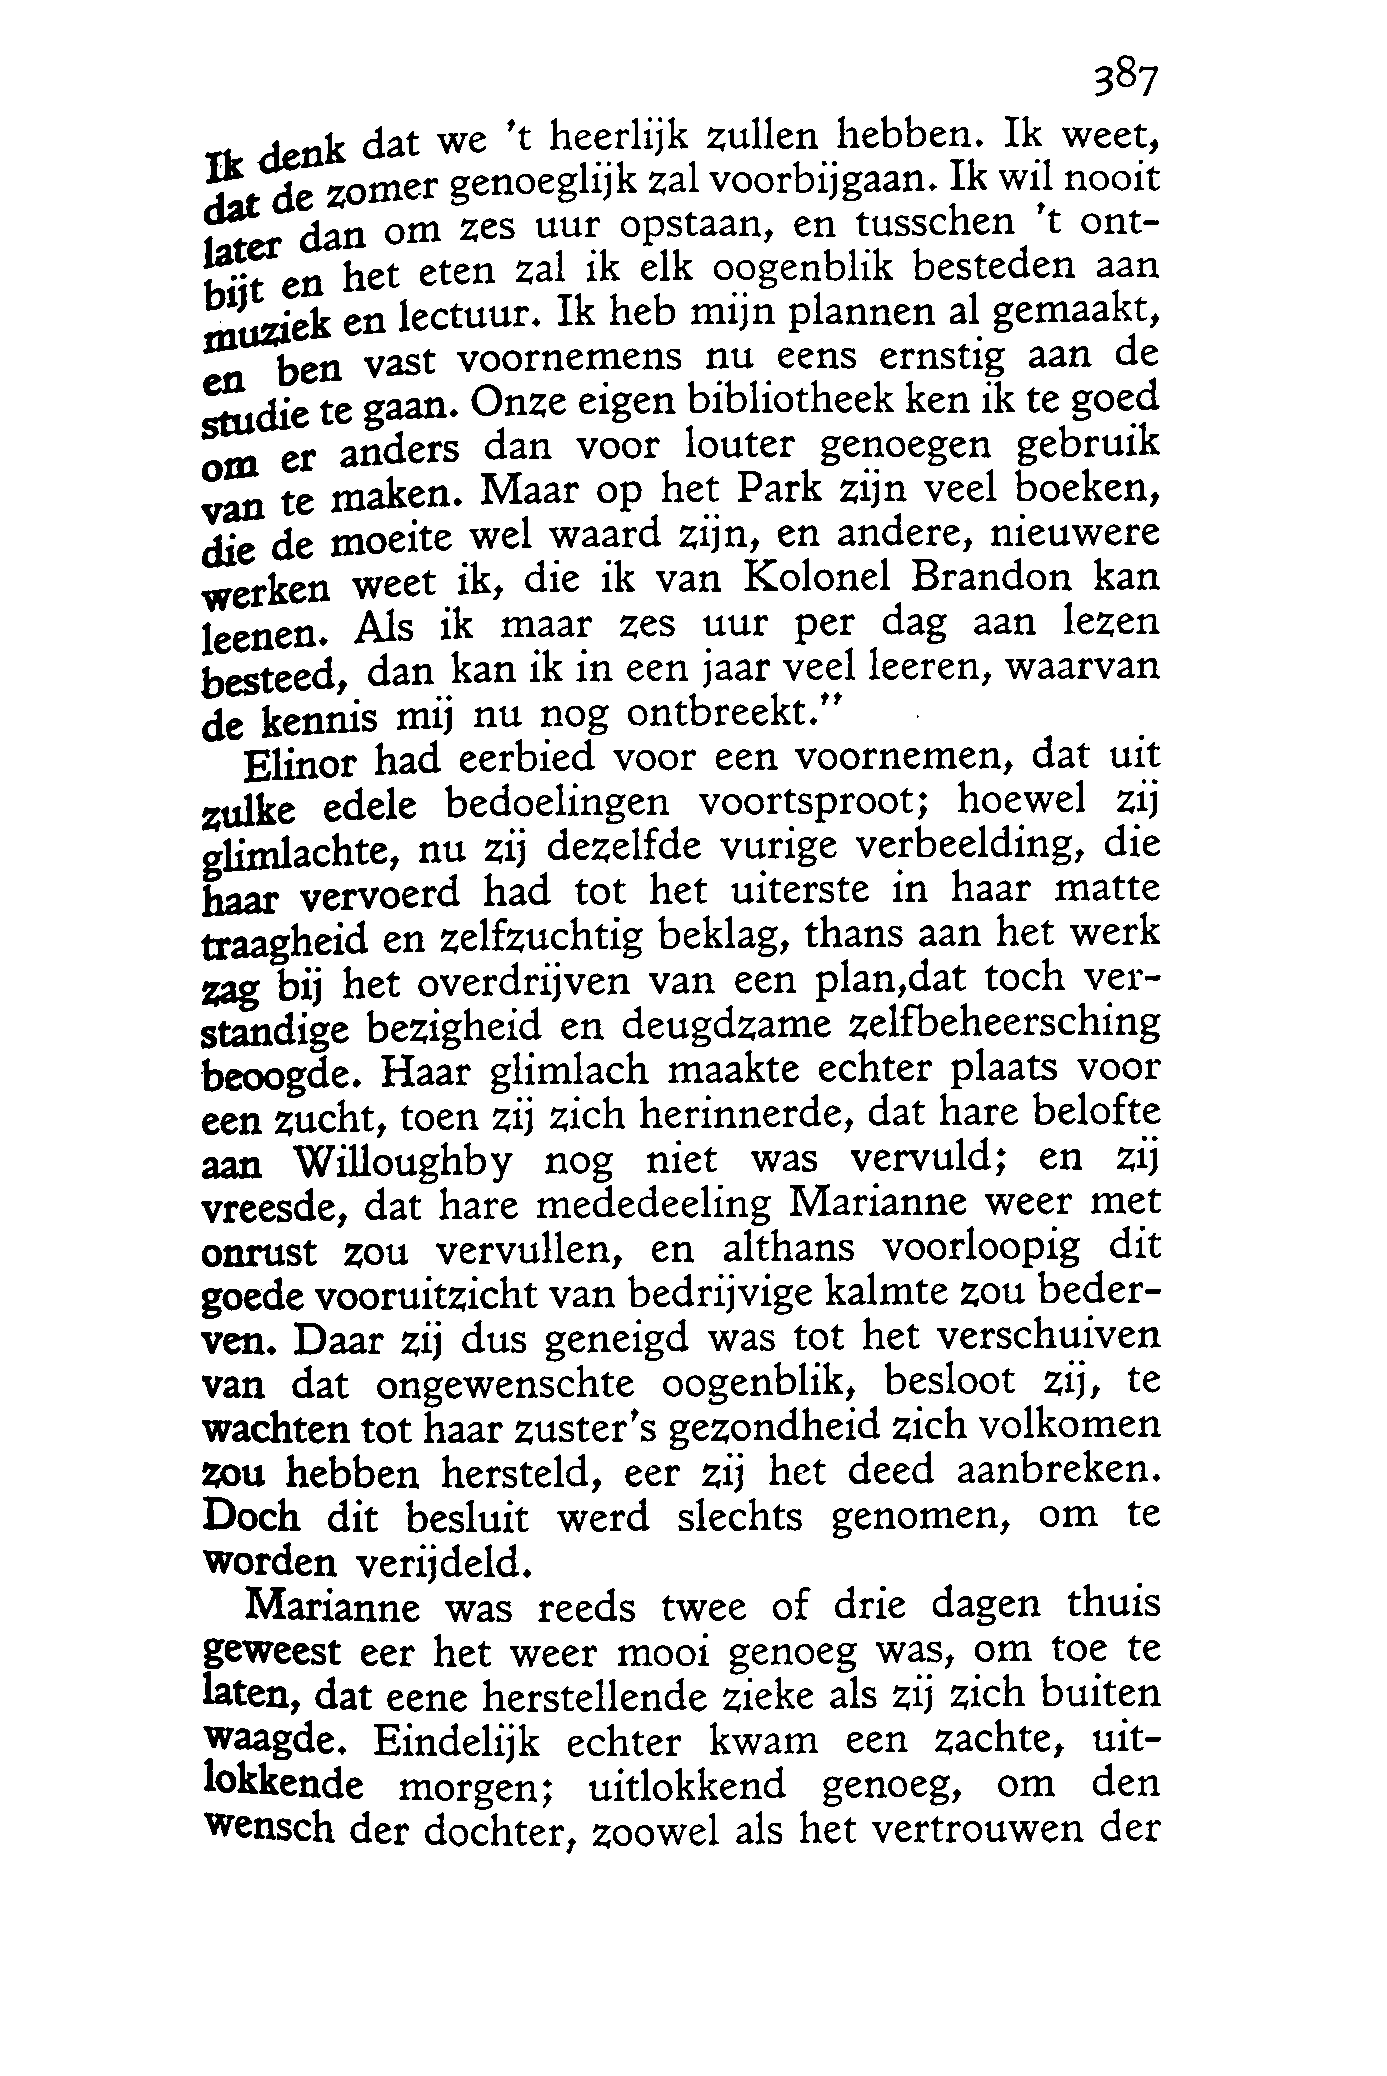 387
Ik denk dat we 't heerlijk zullen hebben. Ik weet,
dat de zomer genoeglijk zal voorbijgaan. Ik wil nooit
later dan om zes uur opstaan, en tusschen 't ont-
bijt en het eten zal ik elk oogenblik besteden aan
muziek en lectuur. Ik heb mijn plannen al gemaakt,
en ben vast voornemens nu eens ernstig aan de
studie te gaan. Onze eigen bibliotheek ken ik te goed
om er anders dan voor louter genoegen gebruik
van te maken. Maar op het Park zijn veel boeken,
die de moeite wel waard zijn, en andere, nieuwere
werken weet ik, die ik van Kolonel Brandon kan
leenen. Als ik maar zes uur per dag aan lezen
besteed, dan kan ik in een jaar veel leeren, waarvan
de kennis mij nu nog ontbreekt."
Elinor had eerbied voor een voornemen, dat uit
zulke edele bedoelingen voortsproot; hoewel zij
glimlachte, nu zij dezelfde vurige verbeelding, die
haar vervoerd had tot het uiterste in haar matte
traagheid en zelfzuchtig beklag, thans aan het werk
zag bij het overdrijven van een plan,dat toch ver-
standige bezigheid en deugdzame zelfbeheersching
beoogde. Haar glimlach maakte echter plaats voor
een zucht, toen zij zich herinnerde, dat hare belofte
aan Willoughby nog niet was vervuld; en zij
vreesde, dat hare mededeeling Marianne weer met
onrust zou vervullen, en althans voorloopig dit
goede vooruitzicht van bedrijvige kalmte zou beder-
ven. Daar zij dus geneigd was tot het verschuiven
van dat ongewenschte oogenblik, besloot zij, te
wachten tot haar zuster's gezondheid zich volkomen
zou hebben hersteld, eer zij het deed aanbreken.
Doch dit besluit werd slechts genomen, om te
worden verijdeld.
Marianne was reeds twee of drie dagen thuis
geweest eer het weer mooi genoeg was, om toe te
laten, dat eene herstellende zieke als zij zich buiten
waagde. Eindelijk echter kwam een zachte, uit-
lokkende morgen; uitlokkend genoeg, om den
wensch der dochter, zoowel als het vertrouwen der